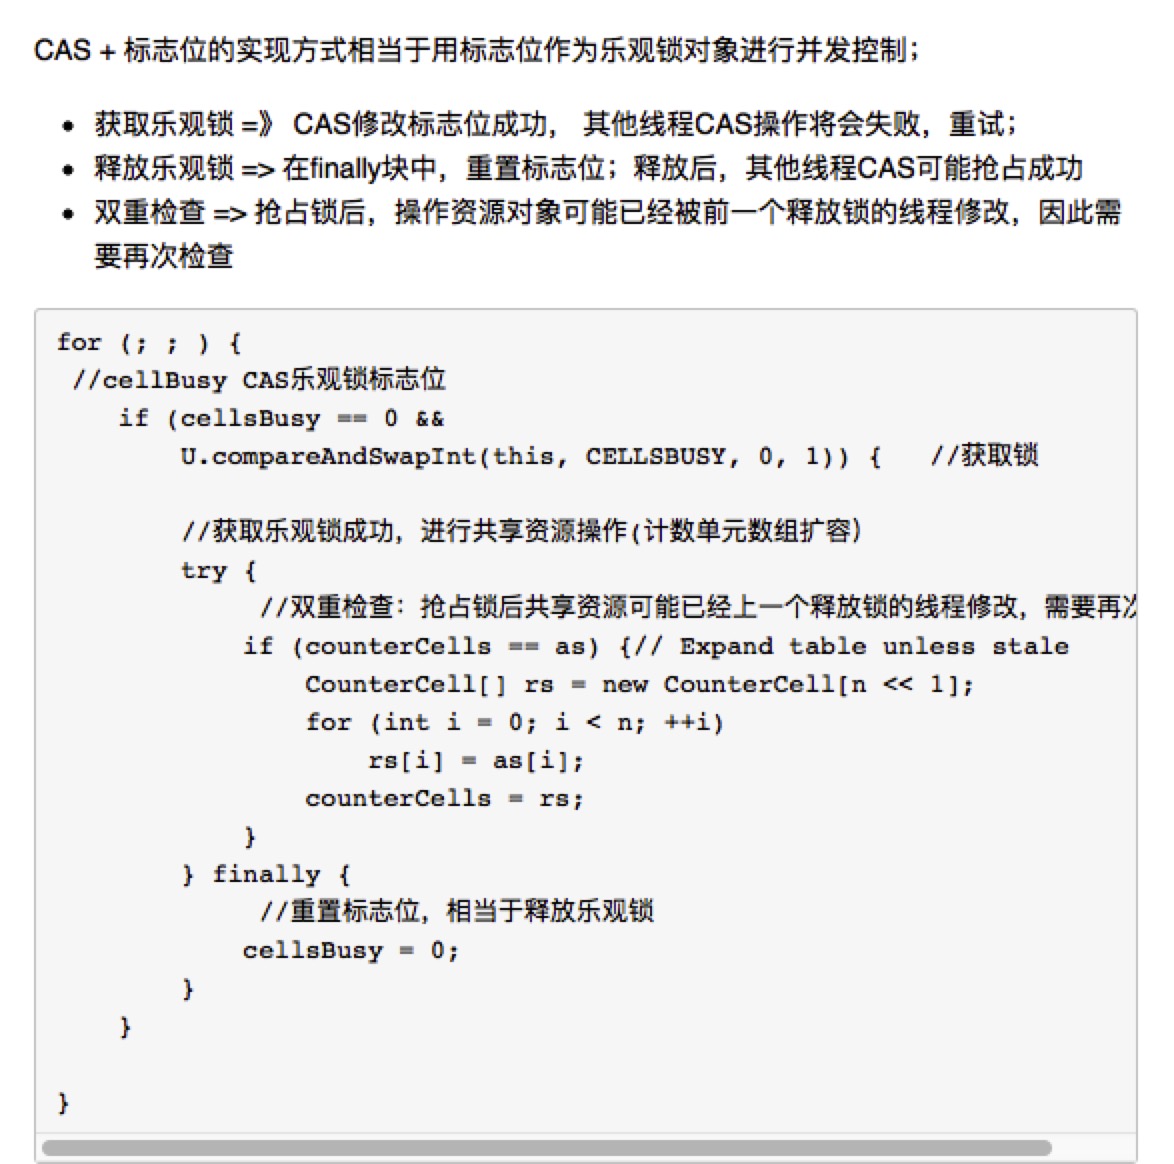 CAS + 标志位的实现方式相当于用标志位作为乐观锁对象进行并发控制；
• 获取乐观锁 =》 CAS修改标志位成功， 其他线程CAS操作将会失败，重试；
• 释放乐观锁 => 在finally块中，重置标志位；释放后，其他线程CAS可能抢占成功
• 双重检查 => 抢占锁后，操作资源对象可能已经被前一个释放锁的线程修改，因此需
要再次检查
for (; ; ) {
//cellBusy CAS乐观锁标志位
if (cellsBusy == 0 &&
U.compareAndSwapInt(this, CELLSBUSY, 0, 1)) { //获取锁
//获取乐观锁成功，进行共享资源操作(计数单元数组扩容）
try {
//双重检查：抢占锁后共享资源可能已经上一个释放锁的线程修改，需要再
if (counterCells == as) {// Expand table unless stale
CounterCell[] rs = new CounterCell[n << 1];
for (int i = 0; i < n; ++i)
rs[i] = as[i];
counterCells = rs;
}
} finally {
//重置标志位，相当于释放乐观锁
cellsBusy = 0;
}
}
}